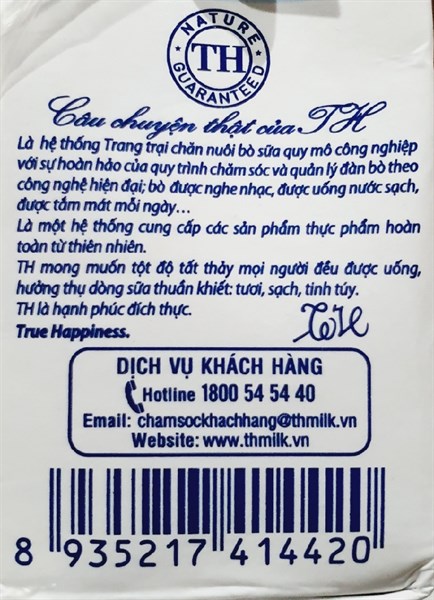 NATURE
TH
GUARANTEED
Câu chuyện thật của TH
Là hệ thống Trang trại chăn nuôi bò sữa quy mô công nghiệp
với sự hoàn hảo của quy trình chăm sóc và quản lý đàn bò theo
công nghệ hiện đại; bò được nghe nhạc, được uống nước sạch,
được tắm mát mỗi ngày...
Là một hệ thống cung cấp các sản phẩm thực phẩm hoàn
toàn từ thiên nhiên.
TH mong muốn tột độ tất thảy mọi người đều được uống,
hưởng thụ dòng sữa thuần khiết: tươi, sạch, tinh túy.
TH là hạnh phúc đích thực.
True Happiness.
DỊCH VỤ KHÁCH HÀNG
Hotline 1800 54 54 40
Email: chamsockhachhang@thmilk.vn
Website: www.thmilk.vn
8 935217 414420